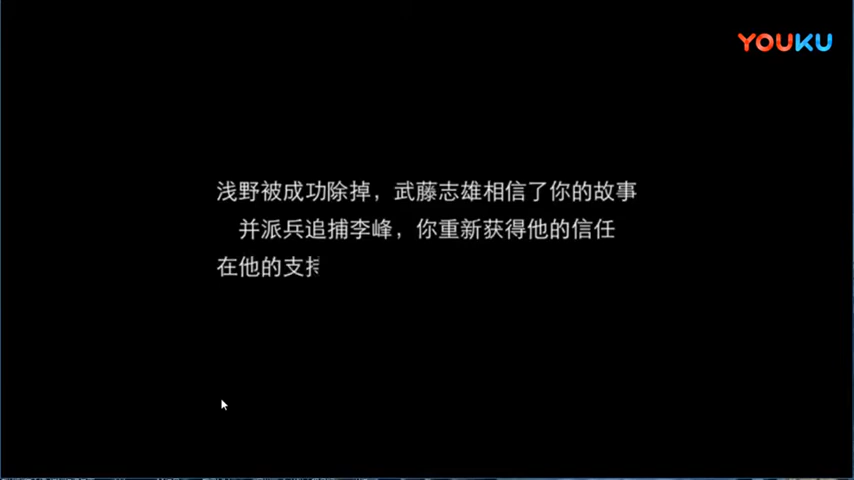 YOUKU
浅野被成功除掉，武藤志雄相信了你的故事
并派兵追捕李峰，你重新获得他的信任
在他的支